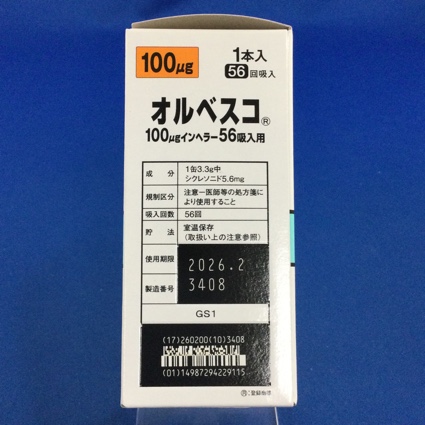 100μg
1本入
56回吸入
オルベスコ®
100μgインヘラー56吸入用
成分
1缶3.3g中
シクレソニド5.6mg
規制区分
注意－医師等の処方箋に
より使用すること
吸入回数
56回
貯法
室温保存
(取扱い上の注意参照)
使用期限
2026.2
製造番号
3408
GS1
(17)260200(10)3408
(01)14987294229115
®:登録商標